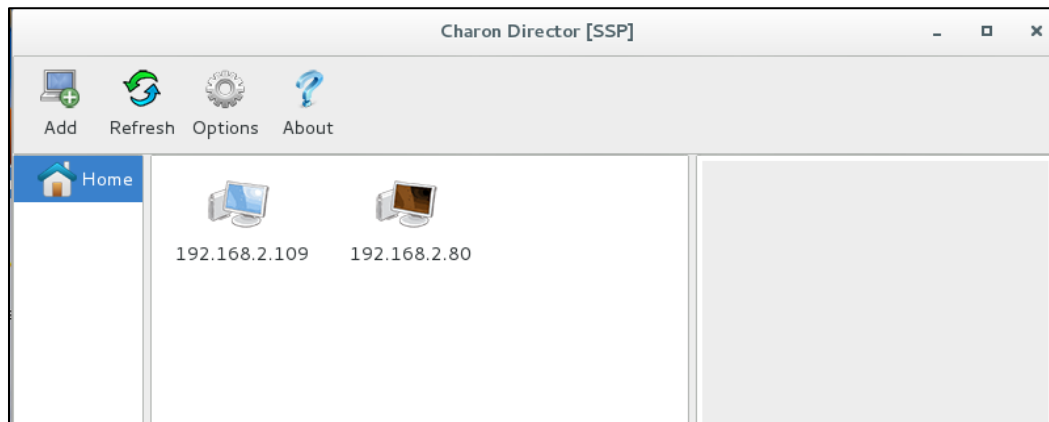 Charon Director [SSP]
Add Refresh Options About
Home
192.168.2.109 192.168.2.80